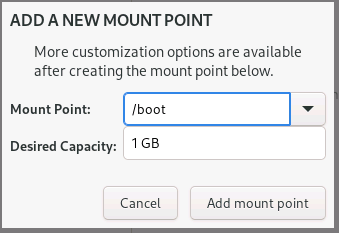 ADD A NEW MOUNT POINT
More customization options are available
after creating the mount point below.
Mount Point: /boot
Desired Capacity: 1 GB
Cancel Add mount point